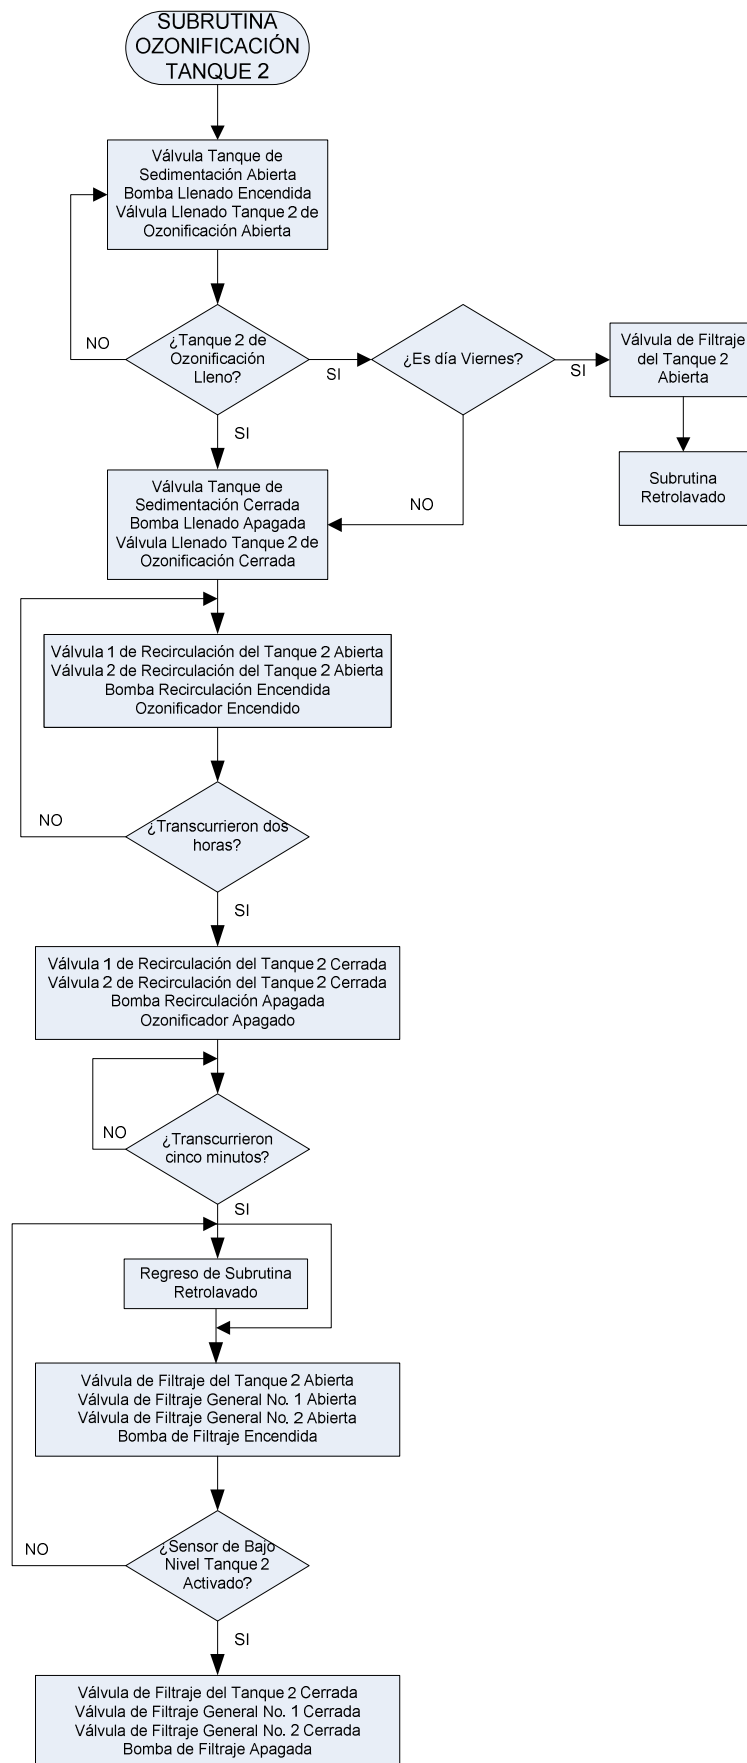 SUBRUTINA
OZONIFICACIÓN
TANQUE 2
Válvula Tanque de
Sedimentación Abierta
Bomba Llenado Encendida
Válvula Llenado Tanque 2 de
Ozonificación Abierta
NO
¿Tanque 2 de
Ozonificación
Lleno?
SI
¿Es día Viernes?
SI
Válvula de Filtraje
del Tanque 2
Abierta
SI
Subrutina
Retrolavado
Válvula Tanque de
Sedimentación Cerrada
Bomba Llenado Apagada
Válvula Llenado Tanque 2 de
Ozonificación Cerrada
NO
Válvula 1 de Recirculación del Tanque 2 Abierta
Válvula 2 de Recirculación del Tanque 2 Abierta
Bomba Recirculación Encendida
Ozonificador Encendido
NO
¿Transcurrieron dos
horas?
SI
Válvula 1 de Recirculación del Tanque 2 Cerrada
Válvula 2 de Recirculación del Tanque 2 Cerrada
Bomba Recirculación Apagada
Ozonificador Apagado
NO
¿Transcurrieron
cinco minutos?
SI
Regreso de Subrutina
Retrolavado
Válvula de Filtraje del Tanque 2 Abierta
Válvula de Filtraje General No. 1 Abierta
Válvula de Filtraje General No. 2 Abierta
Bomba de Filtraje Encendida
NO
¿Sensor de Bajo
Nivel Tanque 2
Activado?
SI
Válvula de Filtraje del Tanque 2 Cerrada
Válvula de Filtraje General No. 1 Cerrada
Válvula de Filtraje General No. 2 Cerrada
Bomba de Filtraje Apagada